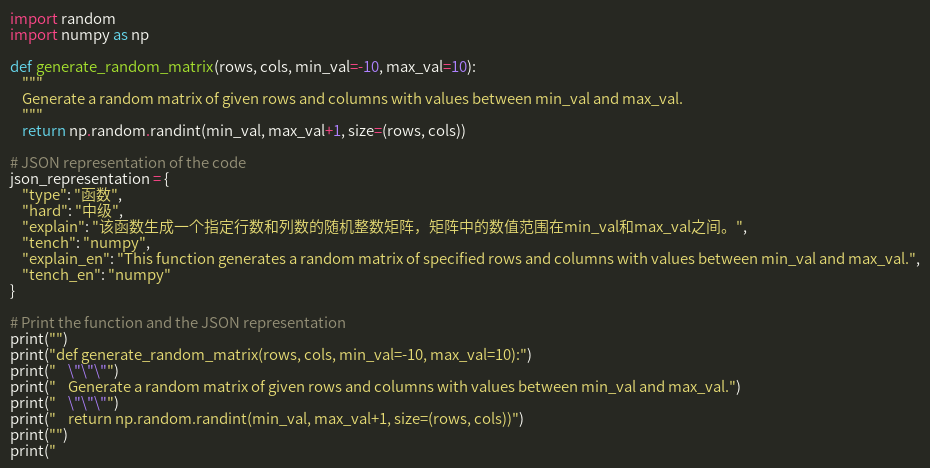 import random
import numpy as np
def generate_random_matrix(rows, cols, min_val=-10, max_val=10):
"""
Generate a random matrix of given rows and columns with values between min_val and max_val.
"""
return np.random.randint(min_val, max_val+1, size=(rows, cols))
# JSON representation of the code
json_representation = {
"type": "函数",
"hard": "中级",
"explain": "该函数生成一个指定行数和列数的随机整数矩阵，矩阵中的数值范围在min_val和max_val之间。",
"tench": "numpy",
"explain_en": "This function generates a random matrix of specified rows and columns with values between min_val and max_val.",
"tench_en": "numpy"
}
# Print the function and the JSON representation
print("")
print("def generate_random_matrix(rows, cols, min_val=-10, max_val=10):")
print("    \"\"\"")
print("    Generate a random matrix of given rows and columns with values between min_val and max_val.")
print("    \"\"\"")
print("    return np.random.randint(min_val, max_val+1, size=(rows, cols))")
print("")
print("